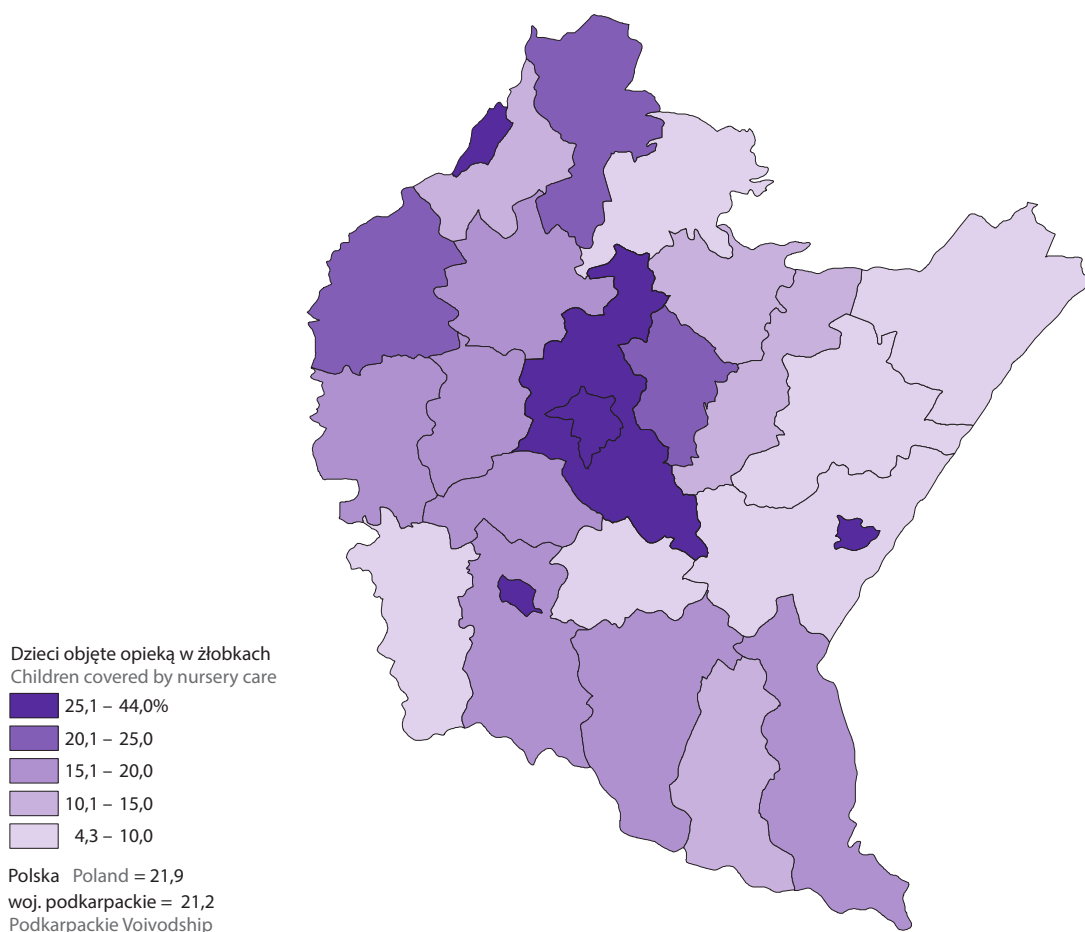 Dzieci objęte opieką w żłobkach
Children covered by nursery care
25,1 – 44,0%
20,1 – 25,0
15,1 – 20,0
10,1 – 15,0
4,3 – 10,0
Polska Poland = 21,9
woj. podkarpackie = 21,2
Podkarpackie Voivodship